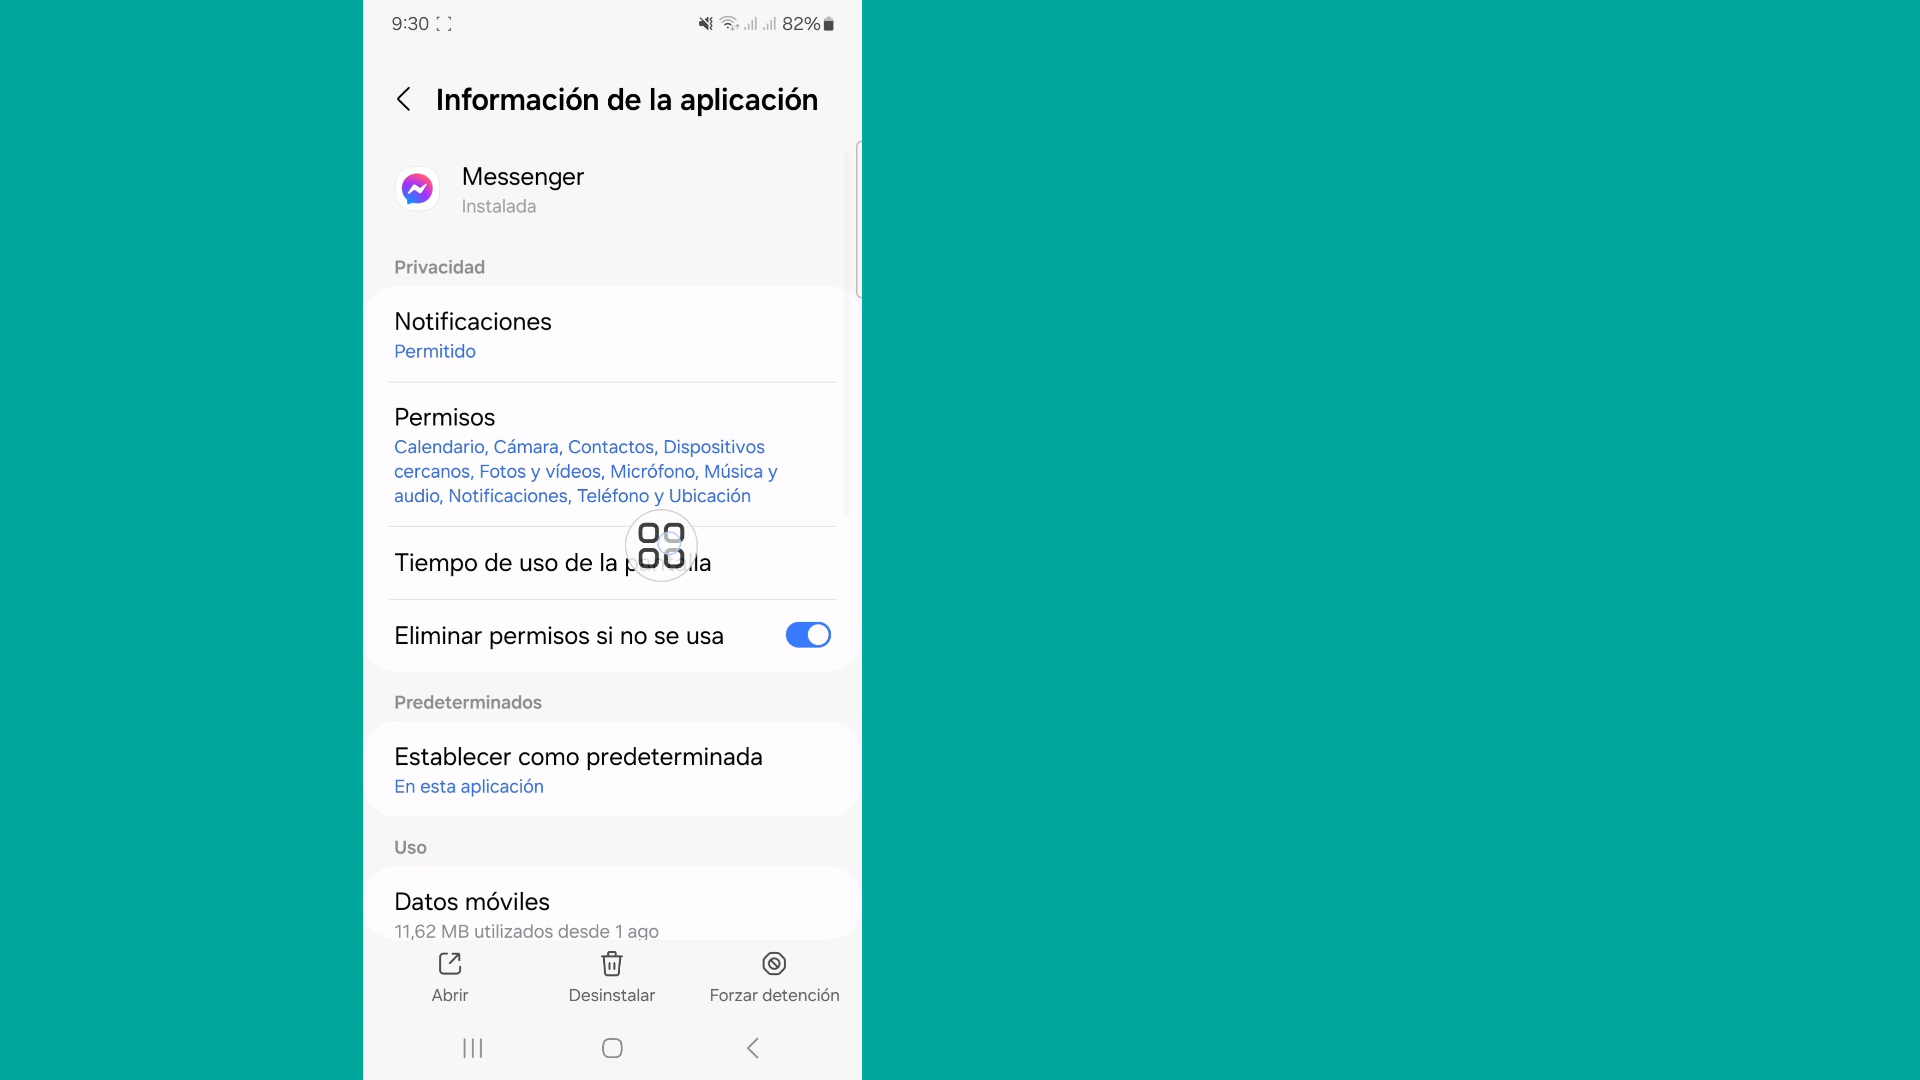 9:30
82%
Información de la aplicación
Messenger
Instalada
Privacidad
Notificaciones
Permitido
Permisos
Calendario, Cámara, Contactos, Dispositivos
cercanos, Fotos y vídeos, Micrófono, Música y
audio, Notificaciones, Teléfono y Ubicación
Tiempo de uso de la pantalla
Eliminar permisos si no se usa
Predeterminados
Establecer como predeterminada
En esta aplicación
Uso
Datos móviles
11,62 MB utilizados desde 1 ago
Abrir
Desinstalar
Forzar detención